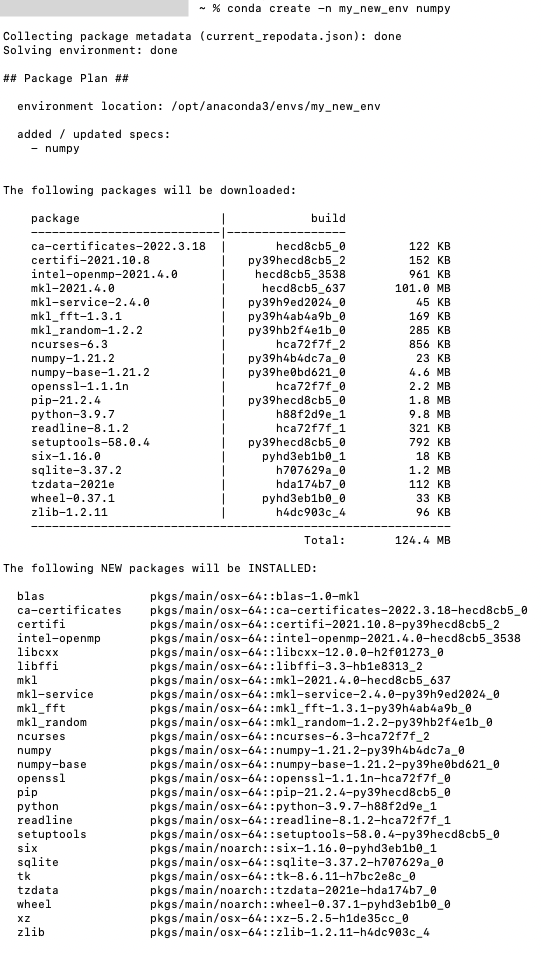 ~ % conda create -n my_new_env numpy
Collecting package metadata (current_repodata.json): done
Solving environment: done
## Package Plan ##
environment location: /opt/anaconda3/envs/my_new_env
added / updated specs:
- numpy
The following packages will be downloaded:
package | build
---------------------------|-----------------
ca-certificates-2022.3.18 | hecd8cb5_0 122 KB
certifi-2021.10.8 | py39hecd8cb5_2 152 KB
intel-openmp-2021.4.0 | hecd8cb5_3538 961 KB
mkl-2021.4.0 | hecd8cb5_637 101.0 MB
mkl-service-2.4.0 | py39h9ed2024_0 45 KB
mkl_fft-1.3.1 | py39h4ab4a9b_0 169 KB
mkl_random-1.2.2 | py39hb2f4e1b_0 285 KB
ncurses-6.3 | hca72f7f_2 856 KB
numpy-1.21.2 | py39h4b4dc7a_0 23 KB
numpy-base-1.21.2 | py39he0bd621_0 4.6 MB
openssl-1.1.1n | hca72f7f_0 2.2 MB
pip-21.2.4 | py39hecd8cb5_0 1.8 MB
python-3.9.7 | h88f2d9e_1 9.8 MB
readline-8.1.2 | hca72f7f_1 321 KB
setuptools-58.0.4 | py39hecd8cb5_0 792 KB
six-1.16.0 | pyhd3eb1b0_1 18 KB
sqlite-3.37.2 | h707629a_0 1.2 MB
tzdata-2021e | hda174b7_0 112 KB
wheel-0.37.1 | pyhd3eb1b0_0 33 KB
zlib-1.2.11 | h4dc903c_4 96 KB
------------------------------------------------------------
Total: 124.4 MB
The following NEW packages will be INSTALLED:
blas pkgs/main/osx-64::blas-1.0-mkl
ca-certificates pkgs/main/osx-64::ca-certificates-2022.3.18-hecd8cb5_0
certifi pkgs/main/osx-64::certifi-2021.10.8-py39hecd8cb5_2
intel-openmp pkgs/main/osx-64::intel-openmp-2021.4.0-hecd8cb5_3538
libcxx pkgs/main/osx-64::libcxx-12.0.0-h2f01273_0
libffi pkgs/main/osx-64::libffi-3.3-hb1e8313_2
mkl pkgs/main/osx-64::mkl-2021.4.0-hecd8cb5_637
mkl-service pkgs/main/osx-64::mkl-service-2.4.0-py39h9ed2024_0
mkl_fft pkgs/main/osx-64::mkl_fft-1.3.1-py39h4ab4a9b_0
mkl_random pkgs/main/osx-64::mkl_random-1.2.2-py39hb2f4e1b_0
ncurses pkgs/main/osx-64::ncurses-6.3-hca72f7f_2
numpy pkgs/main/osx-64::numpy-1.21.2-py39h4b4dc7a_0
numpy-base pkgs/main/osx-64::numpy-base-1.21.2-py39he0bd621_0
openssl pkgs/main/osx-64::openssl-1.1.1n-hca72f7f_0
pip pkgs/main/osx-64::pip-21.2.4-py39hecd8cb5_0
python pkgs/main/osx-64::python-3.9.7-h88f2d9e_1
readline pkgs/main/osx-64::readline-8.1.2-hca72f7f_1
setuptools pkgs/main/osx-64::setuptools-58.0.4-py39hecd8cb5_0
six pkgs/main/noarch::six-1.16.0-pyhd3eb1b0_1
sqlite pkgs/main/osx-64::sqlite-3.37.2-h707629a_0
tk pkgs/main/osx-64::tk-8.6.11-h7bc2e8c_0
tzdata pkgs/main/noarch::tzdata-2021e-hda174b7_0
wheel pkgs/main/noarch::wheel-0.37.1-pyhd3eb1b0_0
xz pkgs/main/osx-64::xz-5.2.5-h1de35cc_0
zlib pkgs/main/osx-64::zlib-1.2.11-h4dc903c_4